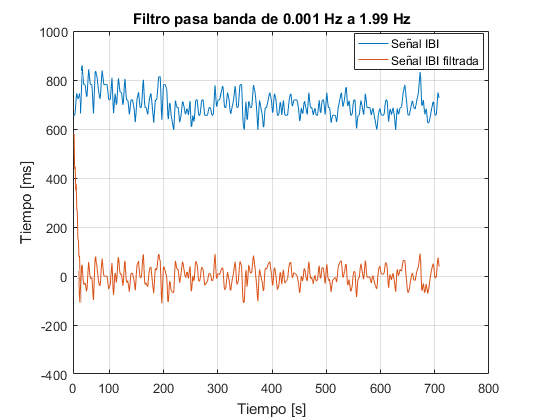 Filtro pasa banda de 0.001 Hz a 1.99 Hz
1000
800
600
400
200
0
-200
-400
Tiempo [ms]
Señal IBI
Señal IBI filtrada
0 100 200 300 400 500 600 700 800
Tiempo [s]